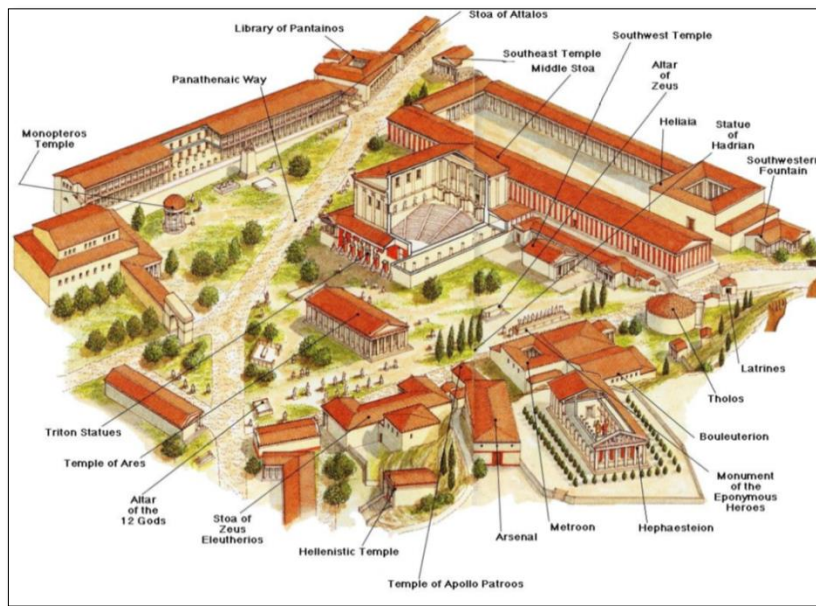 Stoa of Attalos
Library of Pantainos
Southwest Temple
Southeast Temple
Middle Stoa
Altar
of
Zeus
Panathenaic Way
Monopteros
Temple
Heliaia
Statue
of
Hadrian
Southwestern
Fountain
Latrines
Tholos
Triton Statues
Bouleuterion
Temple of Ares
Monument
of the
Eponymous
Heroes
Altar
of the
12 Gods
Stoa of
Zeus
Eleutherios
Hephaesteion
Metroon
Arsenal
Hellenistic Temple
Temple of Apollo Patroos